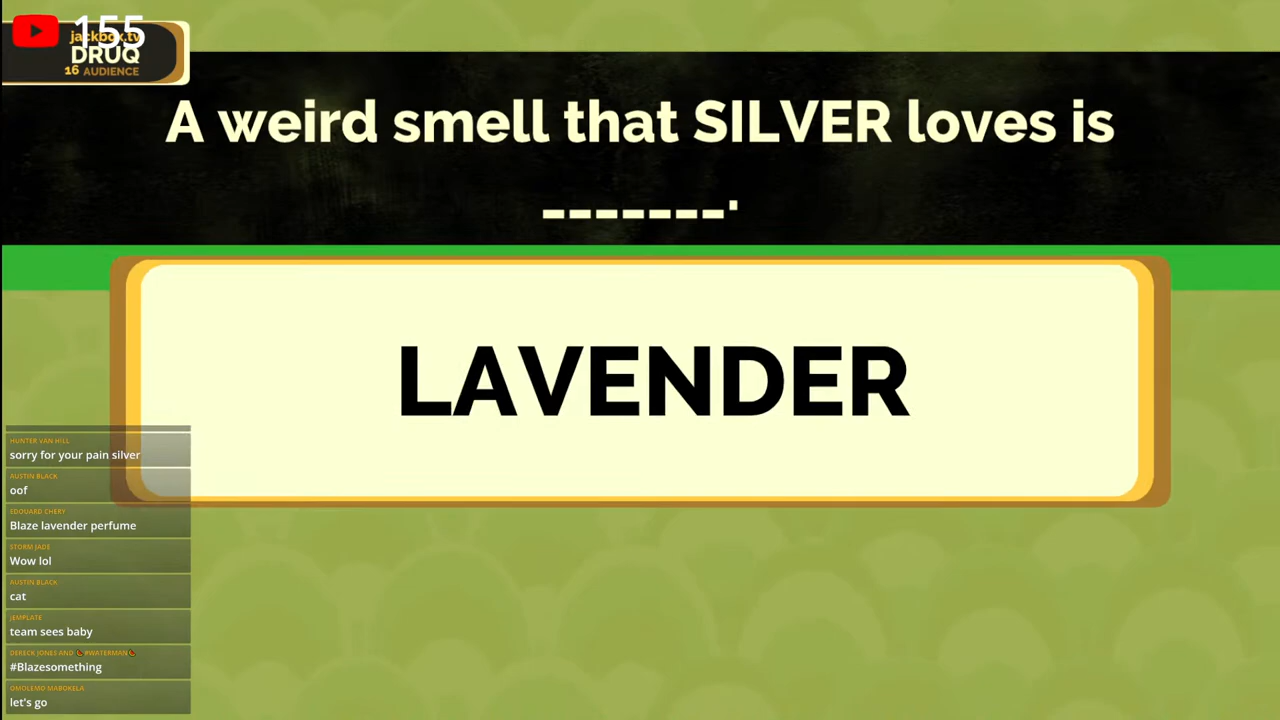 155
jackbox.tv
DRUQ
16 AUDIENCE
A weird smell that SILVER loves is
_______.
LAVENDER
HUNTER VAN HILL
sorry for your pain silver
AUSTIN BLACK
oof
EDOUARD CHERY
Blaze lavender perfume
STORM JADE
Wow lol
AUSTIN BLACK
cat
JEMPLATE
team sees baby
DERECK JONES AND #WATERMAN
#Blazesomething
OMOLEMO MABOKELA
let's go